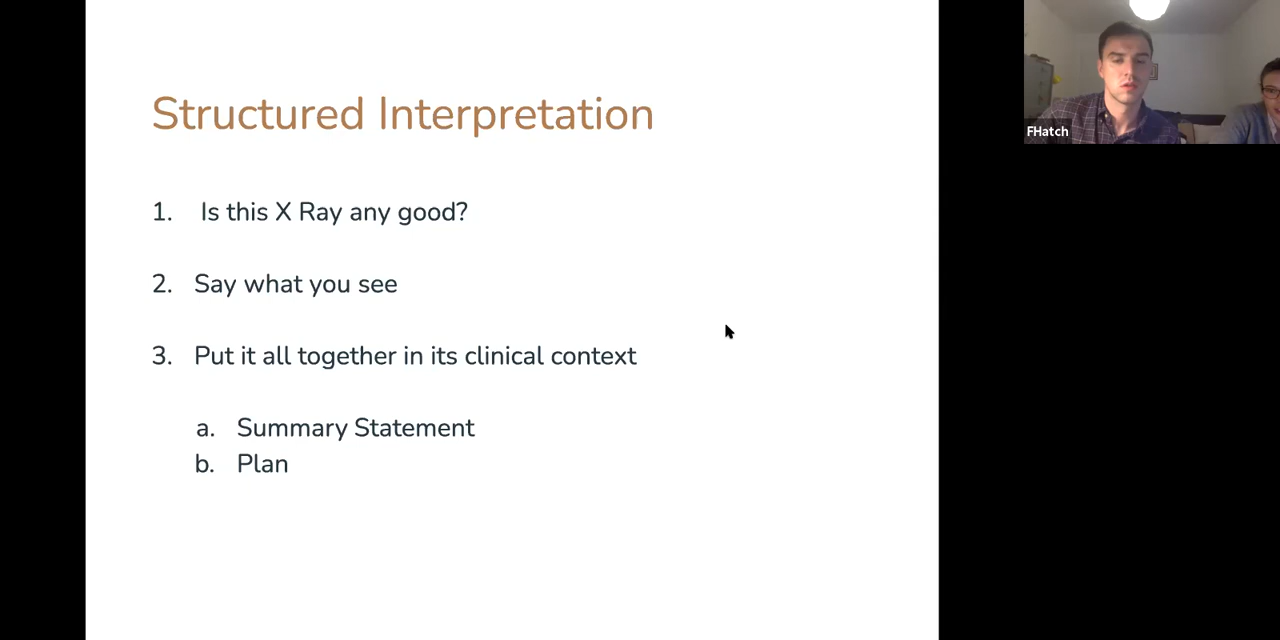 Structured Interpretation
1. Is this X Ray any good?
2. Say what you see
3. Put it all together in its clinical context
a. Summary Statement
b. Plan
FHatch